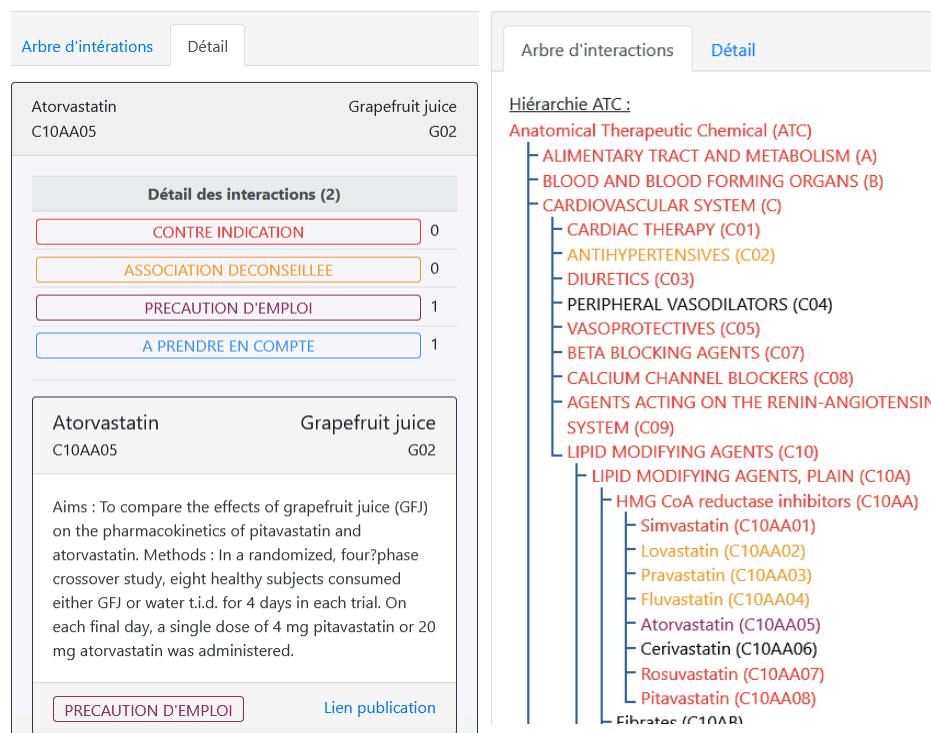 Arbre d'intérations
Détail
Atorvastatin
Grapefruit juice
C10AA05
G02
Détail des interactions (2)
CONTRE INDICATION
0
ASSOCIATION DECONSEILLEE
0
PRECAUTION D'EMPLOI
1
A PRENDRE EN COMPTE
1
Atorvastatin
Grapefruit juice
C10AA05
G02
Aims : To compare the effects of grapefruit juice (GFJ)
on the pharmacokinetics of pitavastatin and
atorvastatin. Methods : In a randomized, four?phase
crossover study, eight healthy subjects consumed
either GFJ or water t.i.d. for 4 days in each trial. On
each final day, a single dose of 4 mg pitavastatin or 20
mg atorvastatin was administered.
PRECAUTION D'EMPLOI
Lien publication
Arbre d'interactions
Détail
Hiérarchie ATC :
Anatomical Therapeutic Chemical (ATC)
ALIMENTARY TRACT AND METABOLISM (A)
BLOOD AND BLOOD FORMING ORGANS (B)
CARDIOVASCULAR SYSTEM (C)
CARDIAC THERAPY (C01)
ANTIHYPERTENSIVES (C02)
DIURETICS (C03)
PERIPHERAL VASODILATORS (C04)
VASOPROTECTIVES (C05)
BETA BLOCKING AGENTS (C07)
CALCIUM CHANNEL BLOCKERS (C08)
AGENTS ACTING ON THE RENIN-ANGIOTENSIN
SYSTEM (C09)
LIPID MODIFYING AGENTS (C10)
LIPID MODIFYING AGENTS, PLAIN (C10A)
HMG CoA reductase inhibitors (C10AA)
Simvastatin (C10AA01)
Lovastatin (C10AA02)
Pravastatin (C10AA03)
Fluvastatin (C10AA04)
Atorvastatin (C10AA05)
Cerivastatin (C10AA06)
Rosuvastatin (C10AA07)
Pitavastatin (C10AA08)
Fibrates (C10AB)